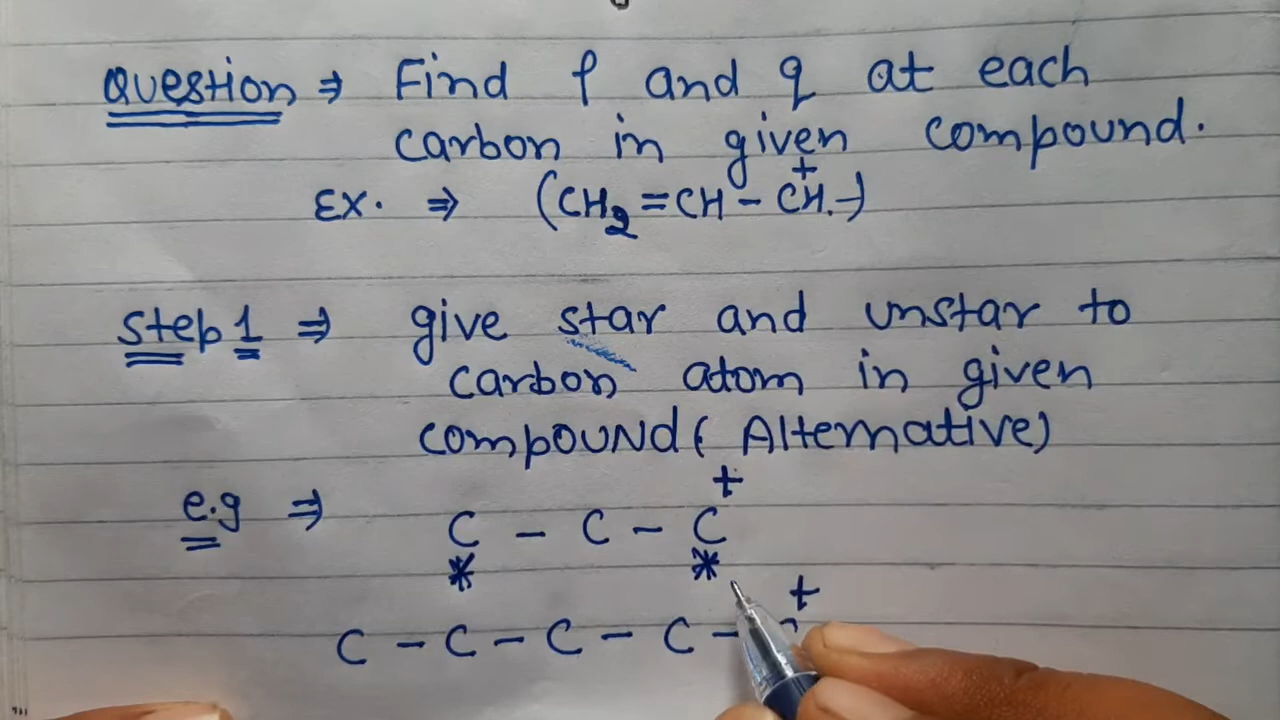 Question ⇒ Find ρ and q at each
carbon in given compound.
+
EX. ⇒ (CH2=CH-CH.-)
Step 1 ⇒ give star and unstar to
carbon atom in given
compound( Alternative)
+
e.g ⇒ C - C - C
* *
+
C - C - C - C -